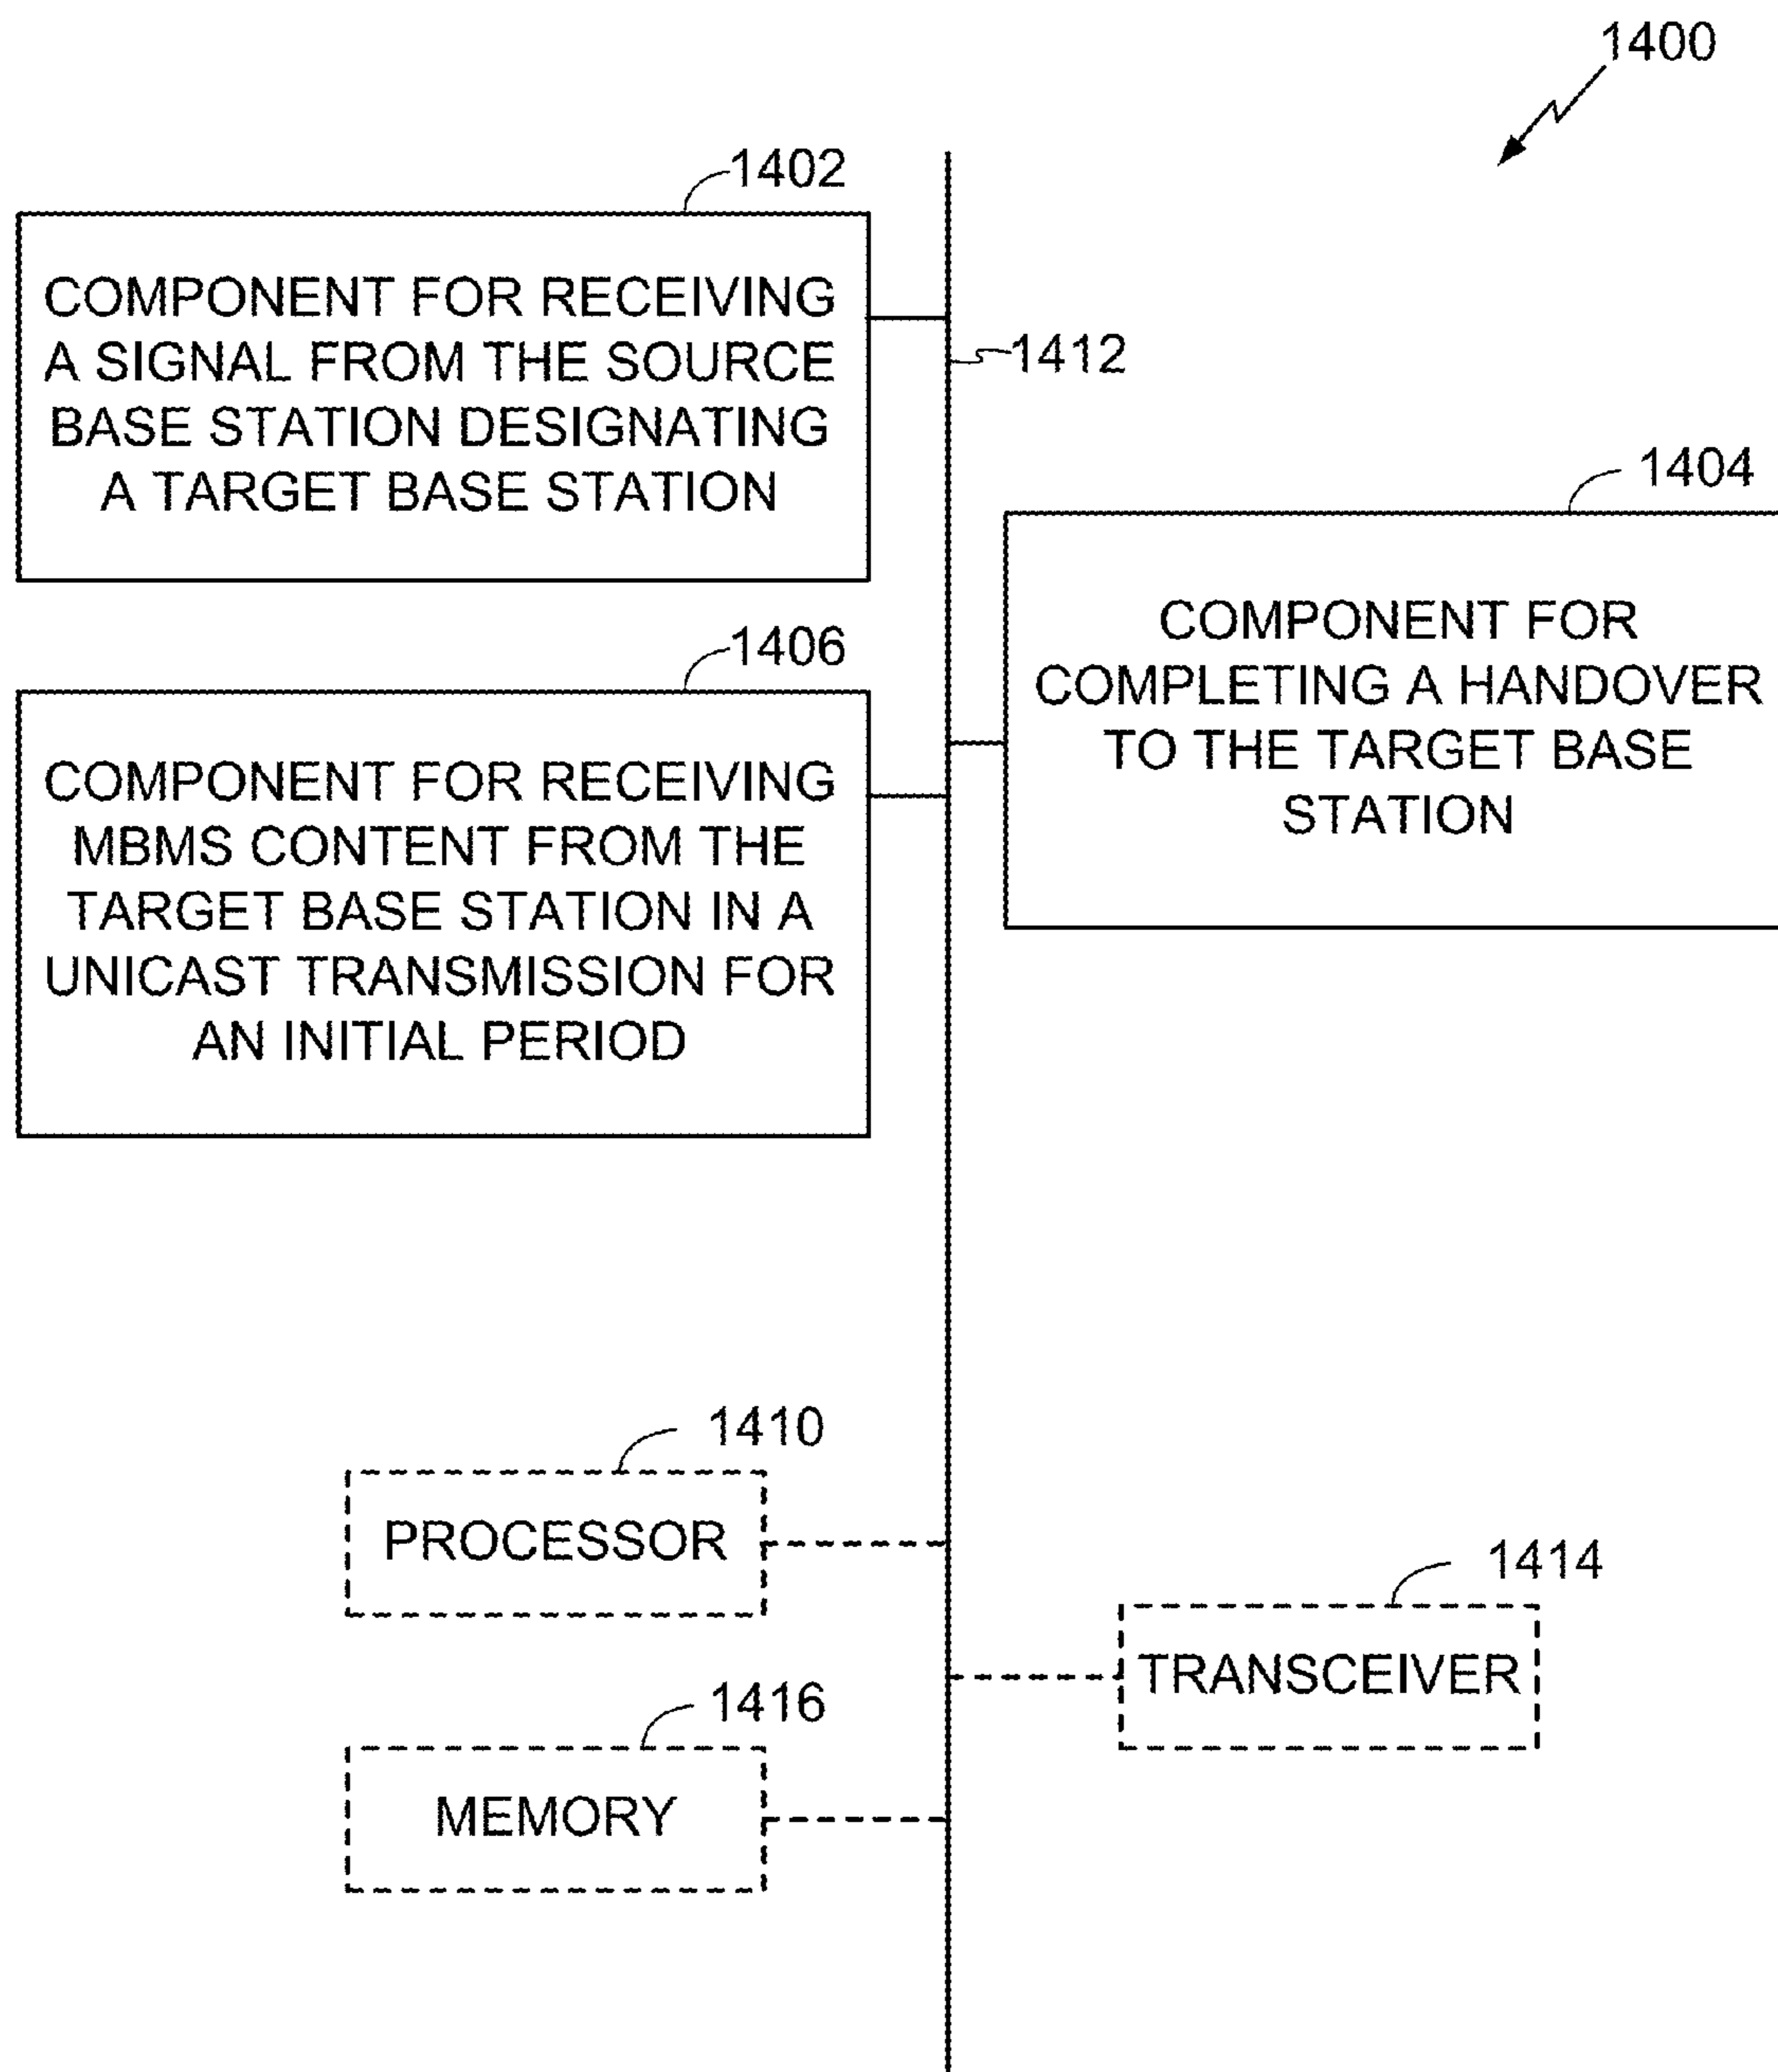 1400
1402
COMPONENT FOR RECEIVING
A SIGNAL FROM THE SOURCE
BASE STATION DESIGNATING
A TARGET BASE STATION
1412
1404
COMPONENT FOR
COMPLETING A HANDOVER
TO THE TARGET BASE
STATION
1406
COMPONENT FOR RECEIVING
MBMS CONTENT FROM THE
TARGET BASE STATION IN A
UNICAST TRANSMISSION FOR
AN INITIAL PERIOD
1410
PROCESSOR
1414
TRANSCEIVER
1416
MEMORY